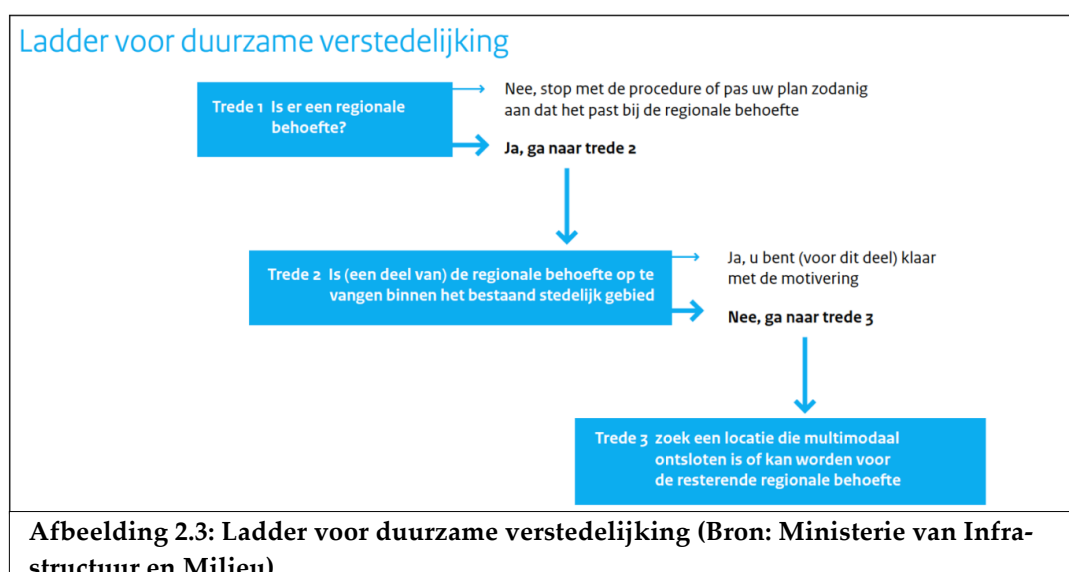 Ladder voor duurzame verstedelijking
Trede 1 Is er een regionale
behoefte?
Nee, stop met de procedure of pas uw plan zodanig
aan dat het past bij de regionale behoefte
Ja, ga naar trede 2
Trede 2 Is (een deel van) de regionale behoefte op te
vangen binnen het bestaand stedelijk gebied
Ja, u bent (voor dit deel) klaar
met de motivering
Nee, ga naar trede 3
Trede 3 zoek een locatie die multimodaal
ontsloten is of kan worden voor
de resterende regionale behoefte
Afbeelding 2.3: Ladder voor duurzame verstedelijking (Bron: Ministerie van Infra-
structuur en Milieu)